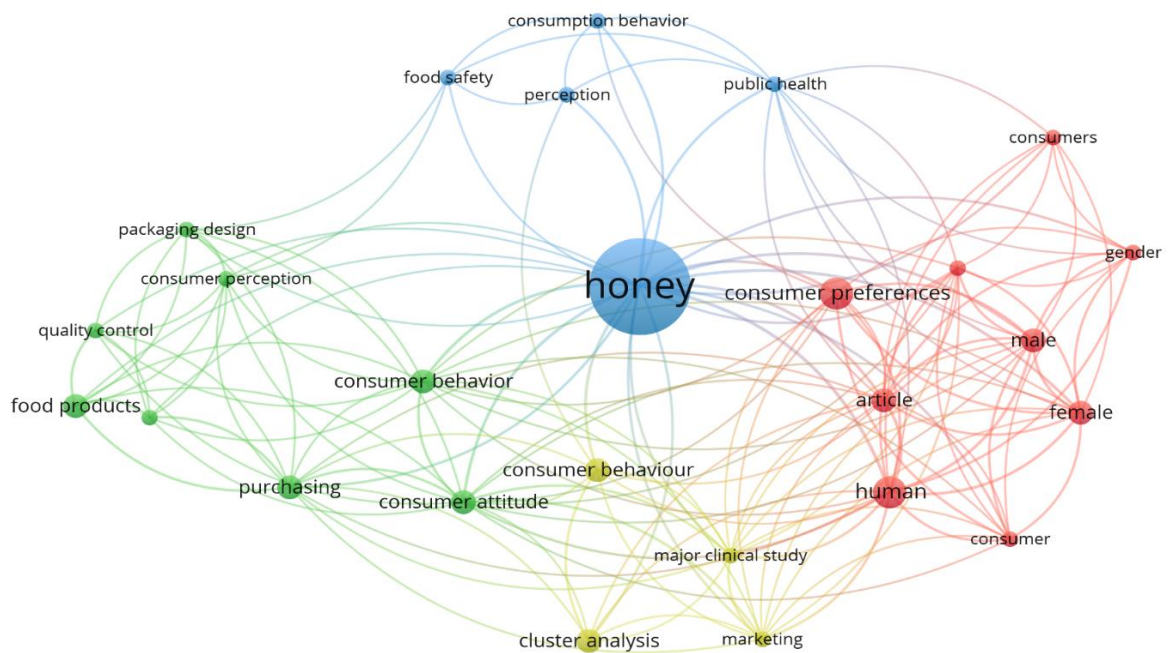 consumption behavior
food safety
public health
perception
consumers
packaging design
gender
consumer perception
honey
consumer preferences
quality control
male
consumer behavior
article
food products
female
consumer behaviour
purchasing
human
consumer attitude
consumer
major clinical study
cluster analysis
marketing